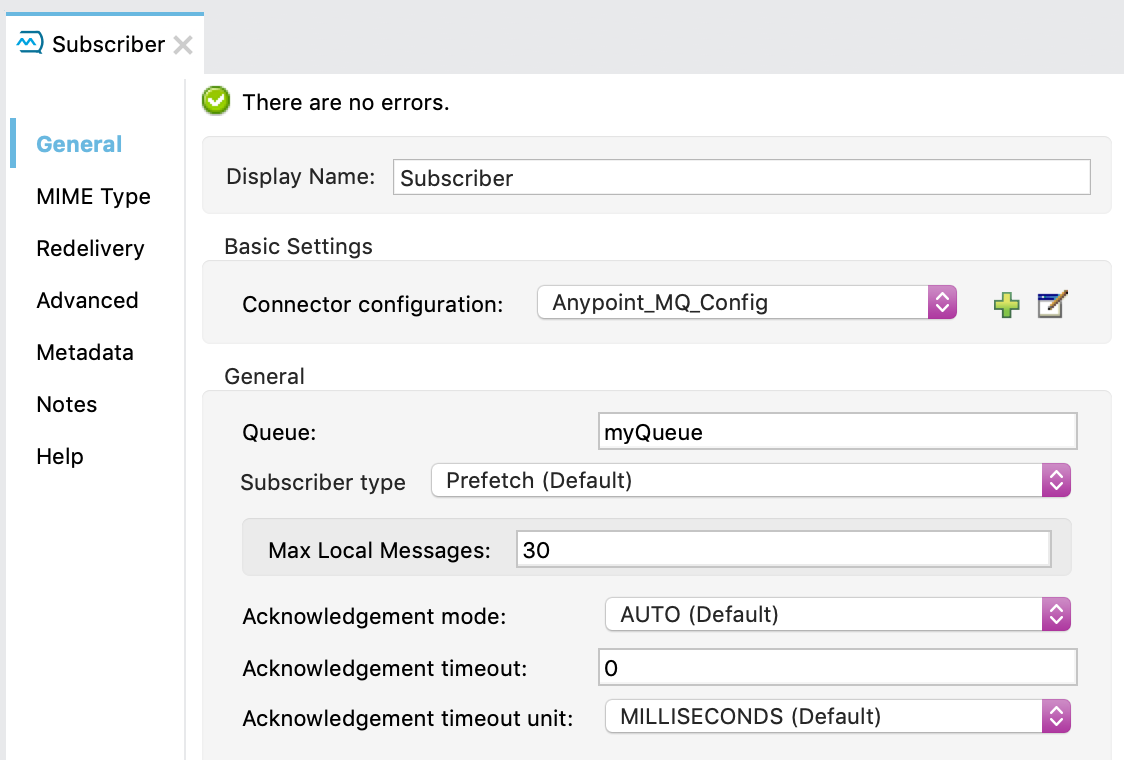 Subscriber
There are no errors.
General
MIME Type
Redelivery
Advanced
Metadata
Notes
Help
Display Name: Subscriber
Basic Settings
Connector configuration: Anypoint_MQ_Config
General
Queue: myQueue
Subscriber type Prefetch (Default)
Max Local Messages: 30
Acknowledgement mode: AUTO (Default)
Acknowledgement timeout: 0
Acknowledgement timeout unit: MILLISECONDS (Default)